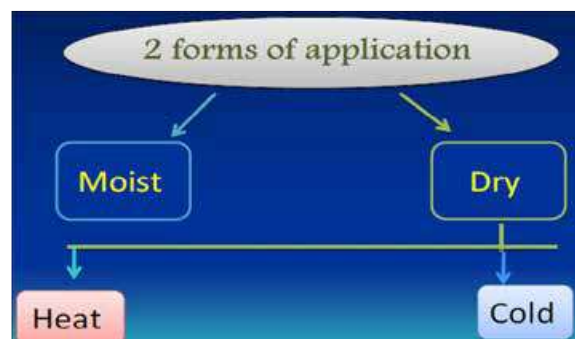 2 forms of application
Moist
Dry
Heat
Cold